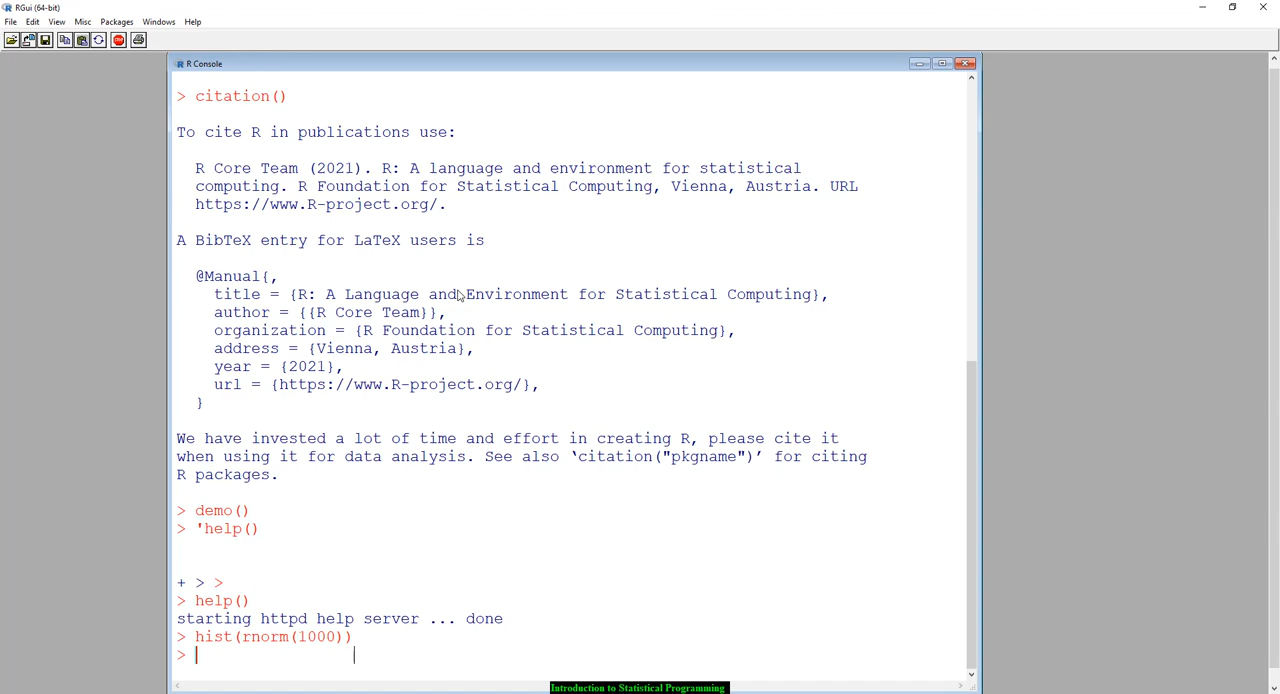 RGui (64-bit)
File Edit View Misc Packages Windows Help
STOP
R Console
> citation()
To cite R in publications use:
R Core Team (2021). R: A language and environment for statistical
computing. R Foundation for Statistical Computing, Vienna, Austria. URL
https://www.R-project.org/.
A BibTeX entry for LaTeX users is
@Manual{,
title = {R: A Language and Environment for Statistical Computing},
author = {{R Core Team}},
organization = {R Foundation for Statistical Computing},
address = {Vienna, Austria},
year = {2021},
url = {https://www.R-project.org/},
}
We have invested a lot of time and effort in creating R, please cite it
when using it for data analysis. See also ‘citation("pkgname")’ for citing
R packages.
> demo()
> 'help()
+ > >
> help()
starting httpd help server ... done
> hist(rnorm(1000))
>
Introduction to Statistical Programming